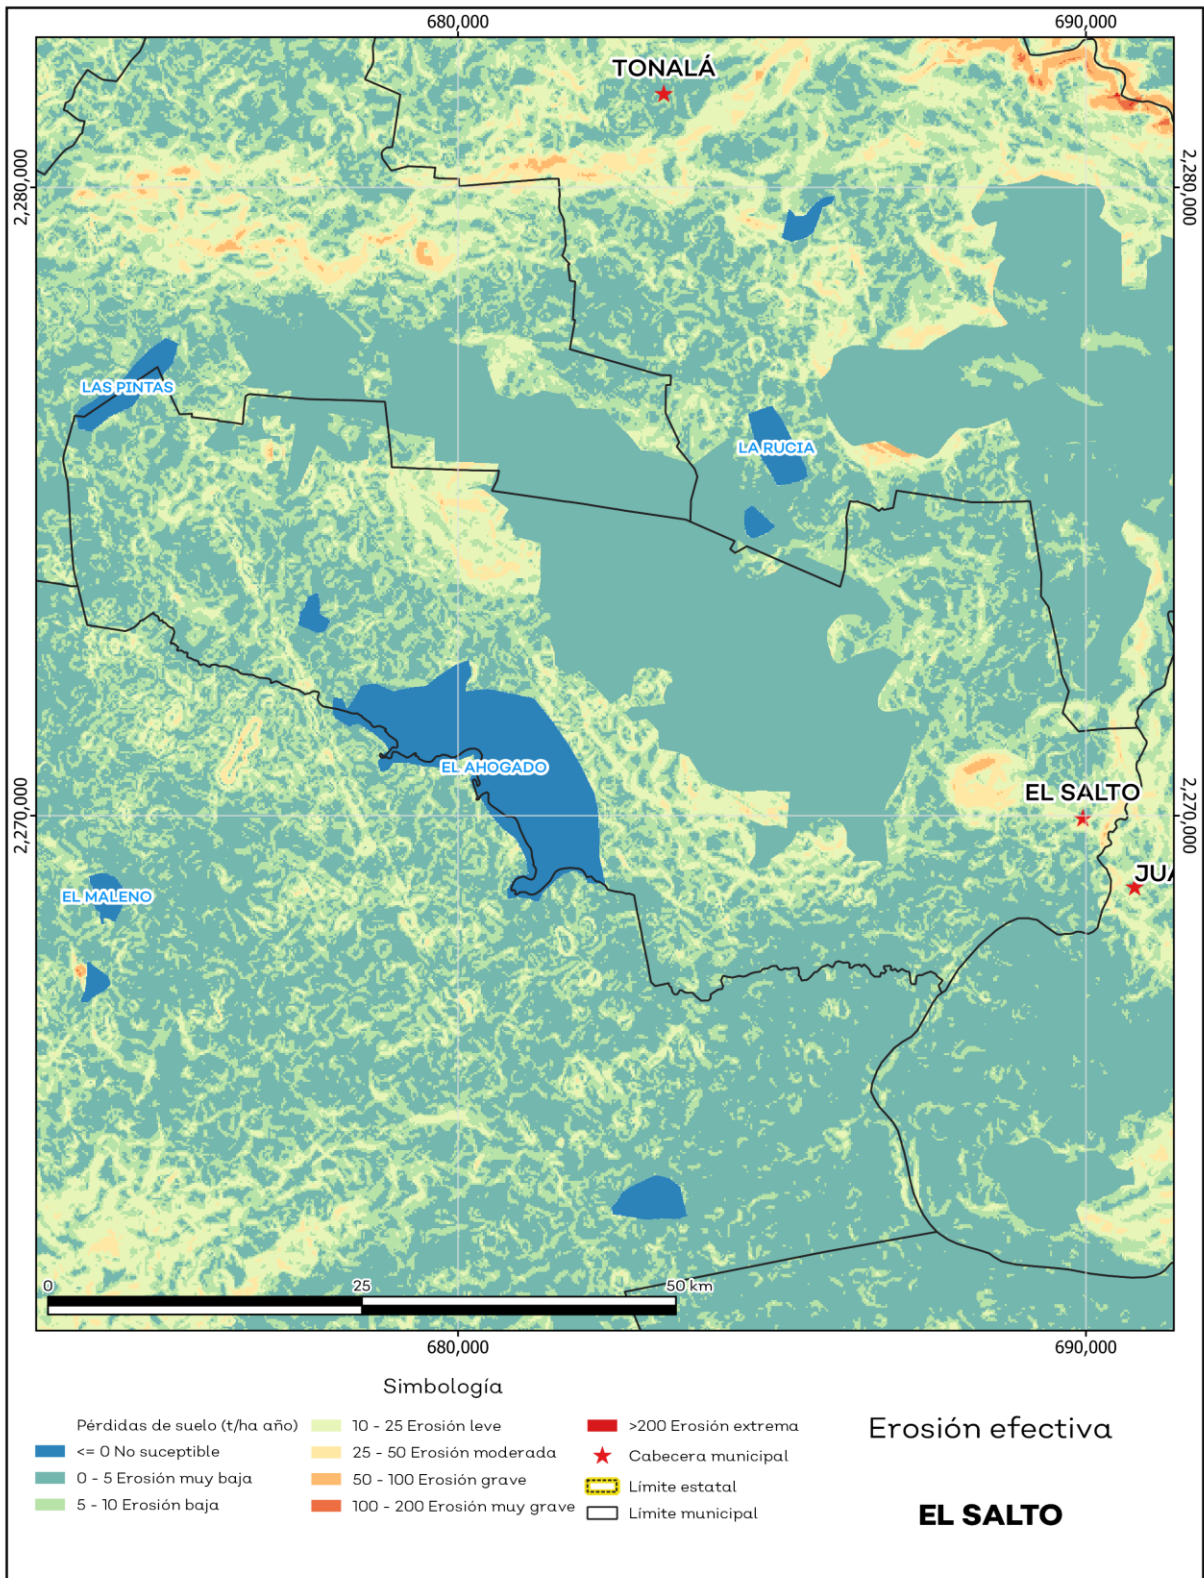 680,000
690,000
TONALÁ
2,280,000
2,280,000
LAS PINTAS
LA RUCIA
EL AHOGADO
EL SALTO
2,270,000
2,270,000
JUA
EL MALENO
0
25
50 km
680,000
690,000
Simbología
Pérdidas de suelo (t/ha año)
<= 0 No suceptible
0 - 5 Erosión muy baja
5 - 10 Erosión baja
10 - 25 Erosión leve
25 - 50 Erosión moderada
50 - 100 Erosión grave
100 - 200 Erosión muy grave
>200 Erosión extrema
Cabecera municipal
Límite estatal
Límite municipal
Erosión efectiva
EL SALTO